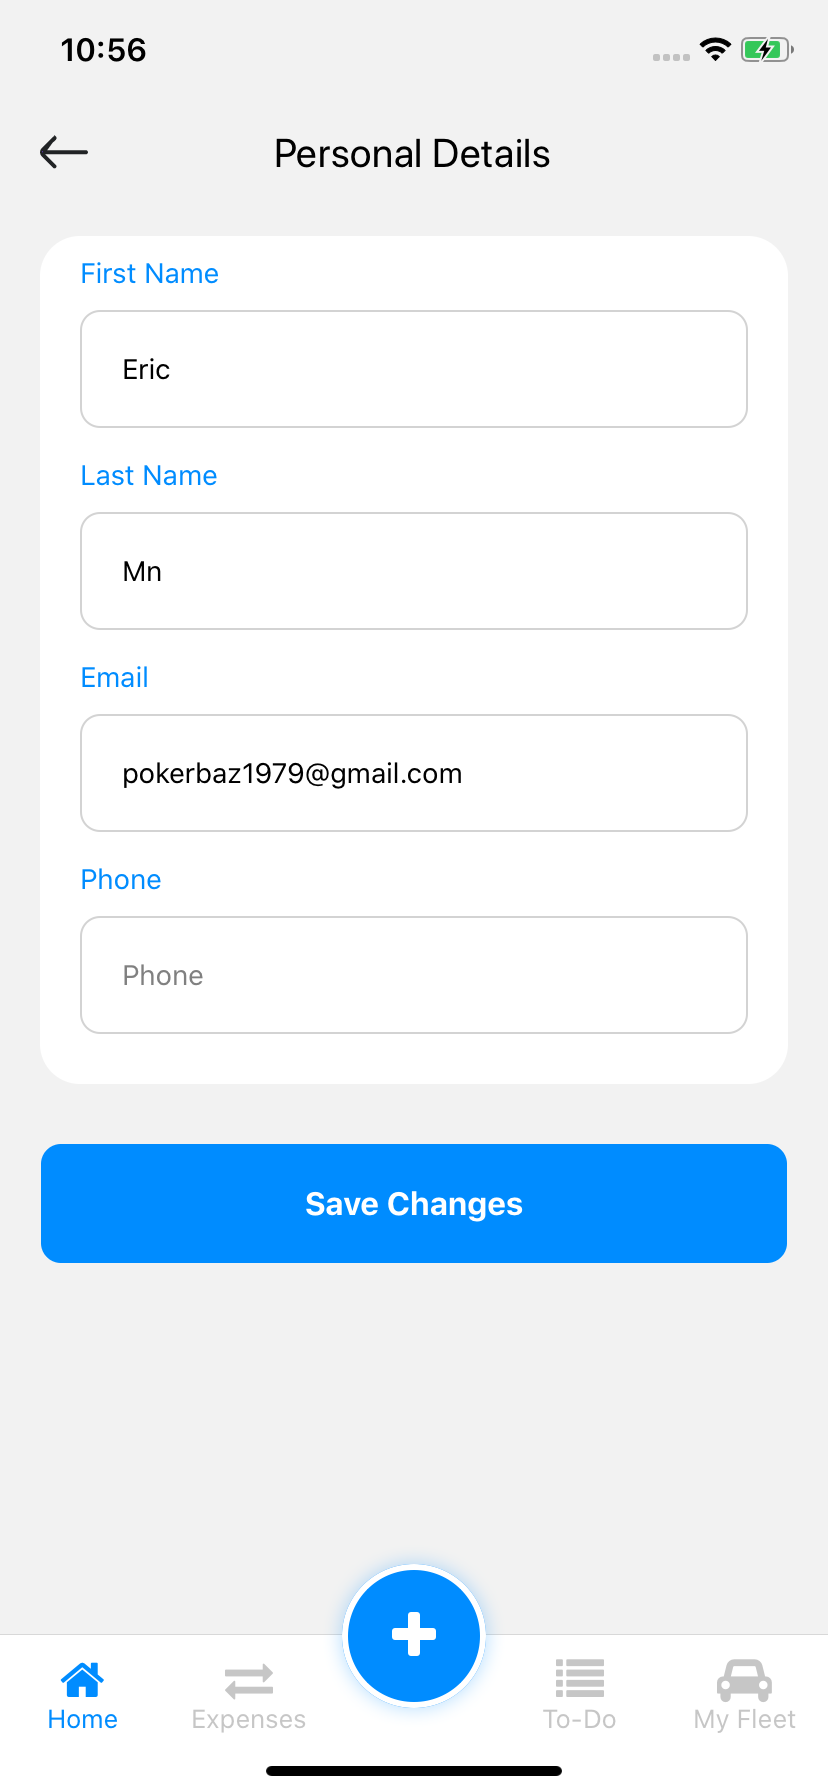 10:56
Personal Details
First Name
Eric
Last Name
Mn
Email
pokerbaz1979@gmail.com
Phone
Phone
Save Changes
Home
Expenses
To-Do
My Fleet